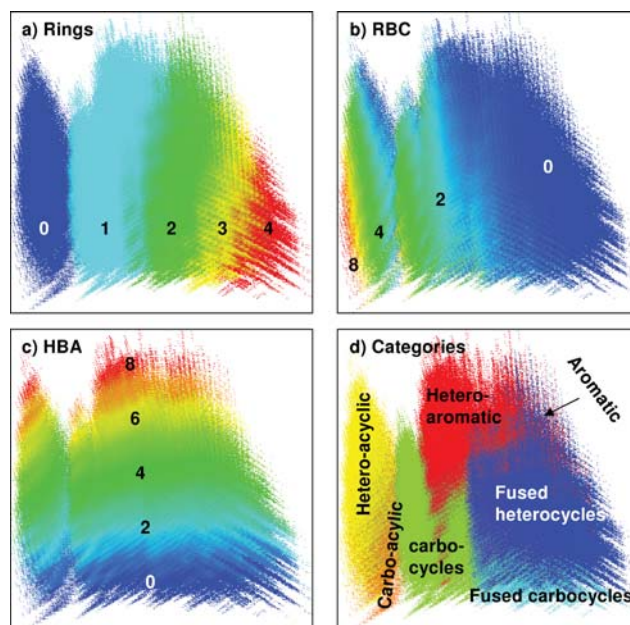 a) Rings
0
1
2
3
4
b) RBC
0
2
4
8
c) HBA
8
6
4
2
0
d) Categories
Aromatic
Hetero-
aromatic
Hetero-acyclic
Fused
heterocycles
Carbo-acylic
carbo-
cycles
Fused carbocycles